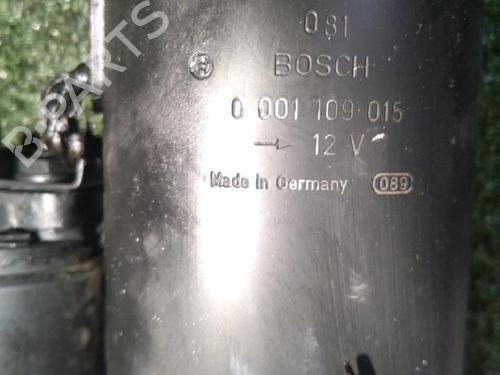 081
BOSCH
0 001 109 015
→ 12 V
Made in Germany 089
B-PARTS